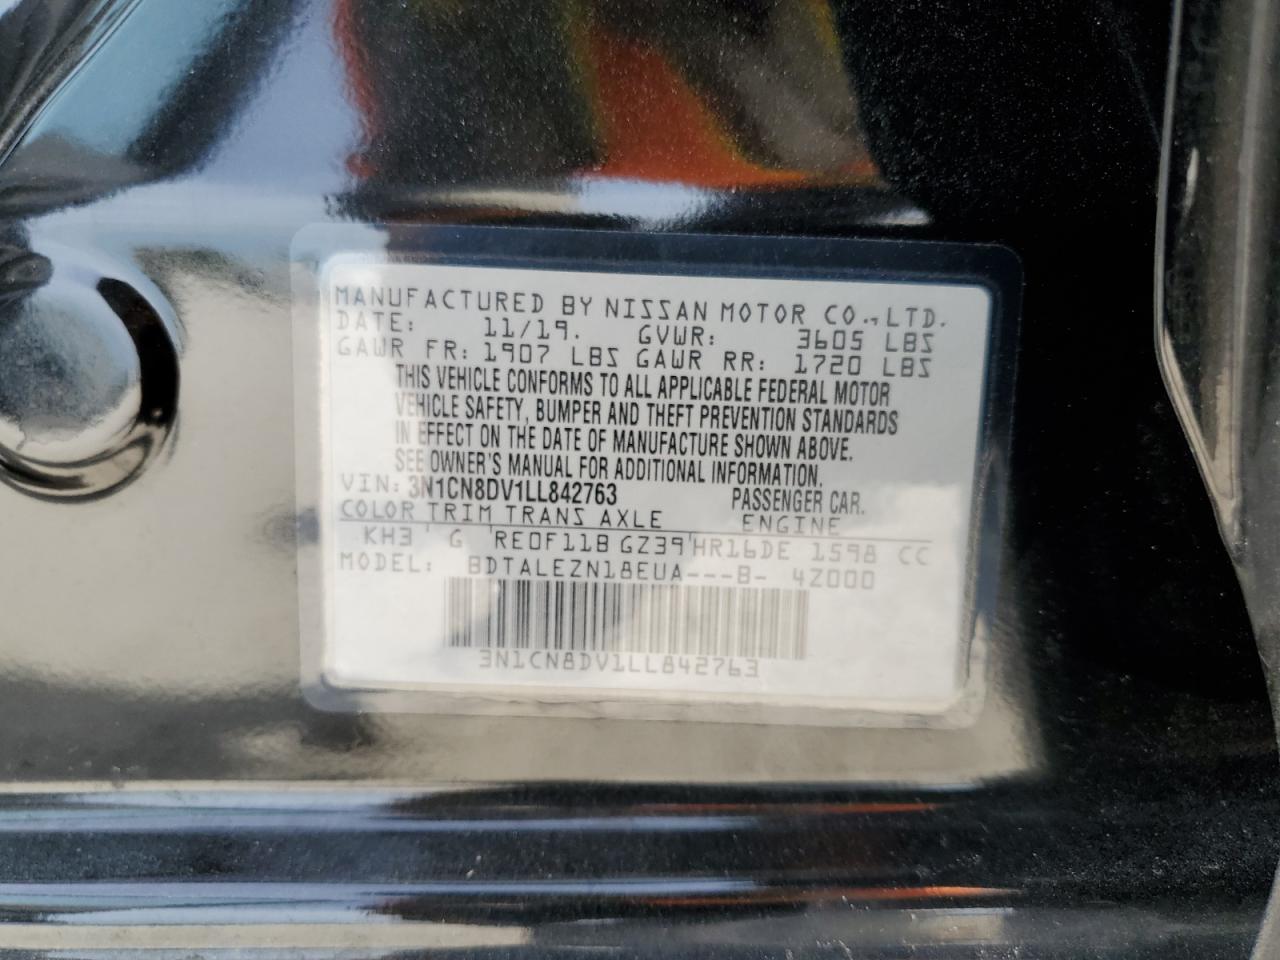 MANUFACTURED BY NISSAN MOTOR CO., LTD.
DATE: 11/19. GVWR: 3605 LBS
GAWR FR: 1907 LBS GAWR RR: 1720 LBS
THIS VEHICLE CONFORMS TO ALL APPLICABLE FEDERAL MOTOR
VEHICLE SAFETY, BUMPER AND THEFT PREVENTION STANDARDS
IN EFFECT ON THE DATE OF MANUFACTURE SHOWN ABOVE.
SEE OWNER'S MANUAL FOR ADDITIONAL INFORMATION.
VIN: 3N1CN8DV1LL842763 PASSENGER CAR.
COLOR TRIM TRANS AXLE ENGINE
KH3 G RE0F11B GZ39 HR16DE 1598 CC
MODEL: BDTALEZN18EUA---B- 4Z000
3N1CN8DV1LL842763